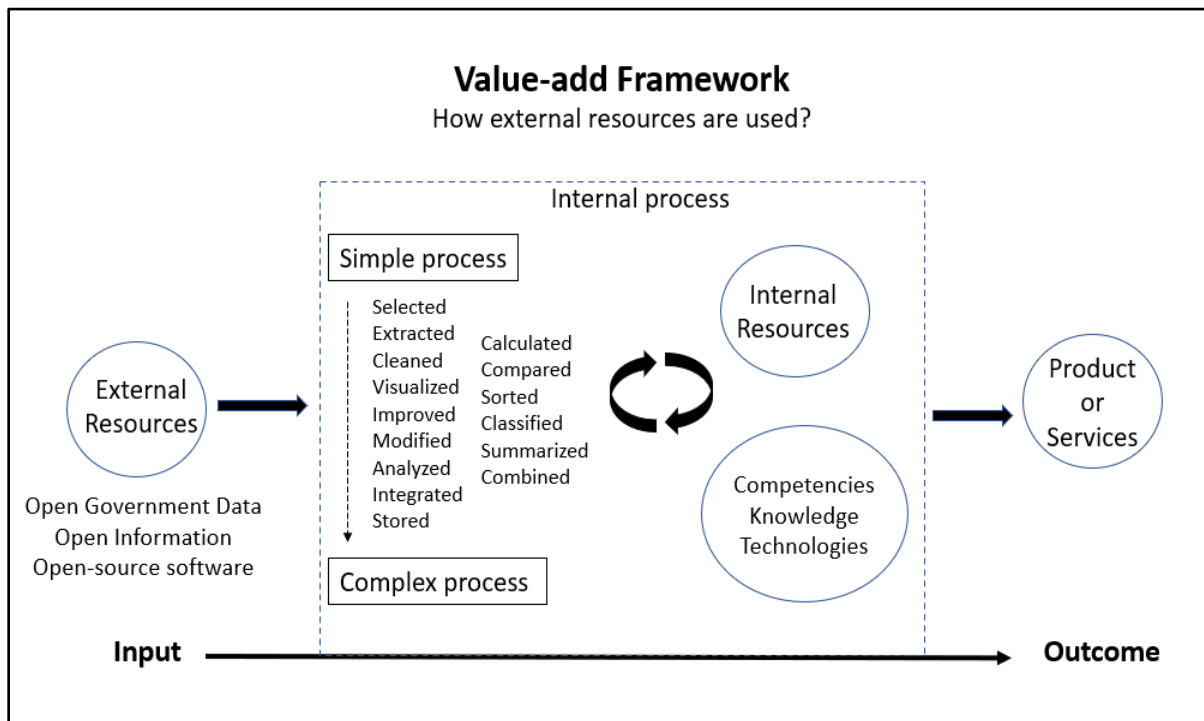 Value-add Framework
How external resources are used?
Internal process
Simple process
Selected
Extracted
Cleaned
Visualized
Improved
Modified
Analyzed
Integrated
Stored
Calculated
Compared
Sorted
Classified
Summarized
Combined
Complex process
External
Resources
Open Government Data
Open Information
Open-source software
Internal
Resources
Competencies
Knowledge
Technologies
Product
or
Services
Input
Outcome